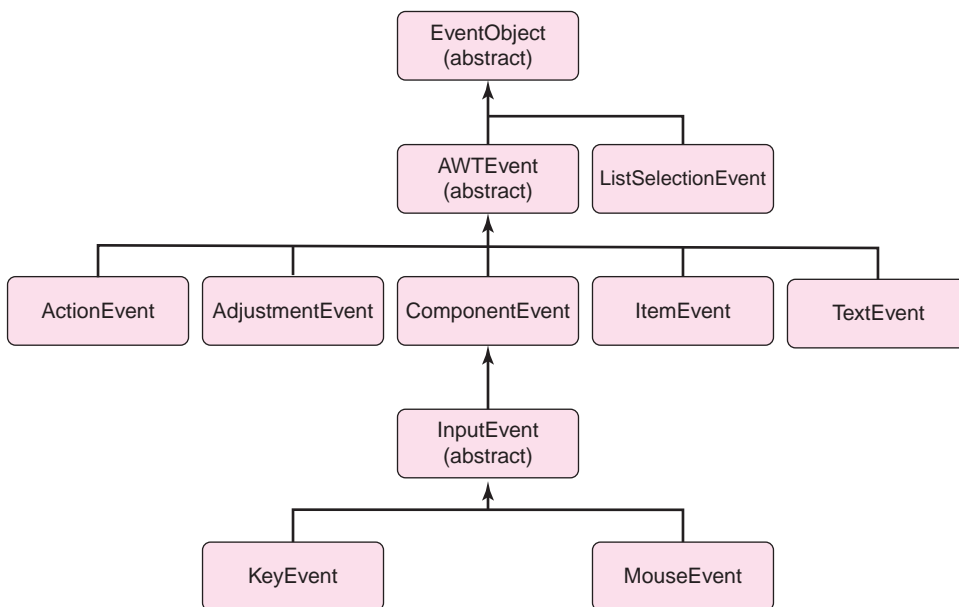 EventObject
(abstract)
AWTEvent
(abstract)
ListSelectionEvent
ActionEvent
AdjustmentEvent
ComponentEvent
ItemEvent
TextEvent
InputEvent
(abstract)
KeyEvent
MouseEvent